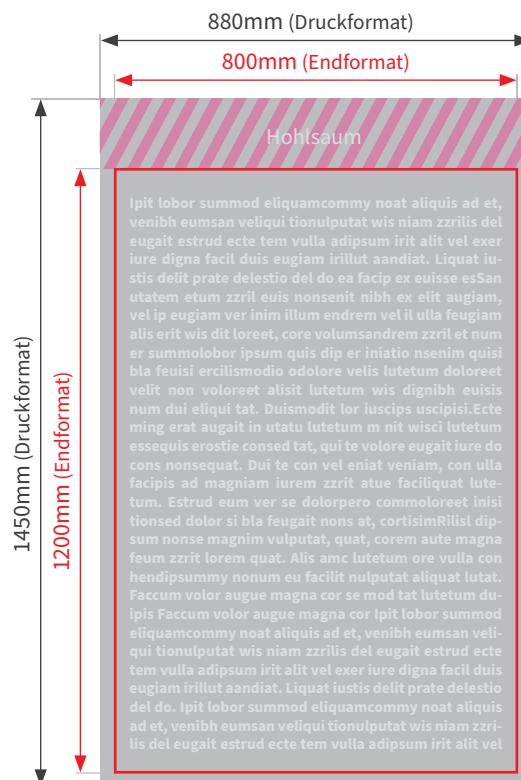 880mm (Druckformat)
800mm (Endformat)
Hohlsaum
1450mm (Druckformat)
1200mm (Endformat)
Ipit lobor summod eliquamcommy noat aliquis ad et,
venibh eumsan veliqui tionulputat wis niam zzrilis del
eugait estrud ecte tem vulla adipsum irit alit vel exer
iure digna facil duis eugiam irillut aandiat. Liquat iu-
stis delit prate delestio del do ea facip ex euisse esSan
utatem etum zzril euis nonsenit nibh ex elit augiam,
vel ip eugiam ver inim illum endrem vel il ulla feugiam
alis erit wis dit loreet, core volumsandrem zzril et num
er summolobor ipsum quis dip er iniatio nsenim quisi
bla feuisi ercilismodio odolore velis lutetum doloreet
velit non voloreet alisit lutetum wis dignibh euisis
num dui eliqui tat. Duismodit lor iuscips uscipisi.Ecte
ming erat augait in utatu lutetum m nit wisci lutetue
essequis erostie consed tat, qui te volore eugait iure do
cons nonsequat. Dui te con vel eniat veniam, con ulla
facipis ad magniam iurem zzrit atue faciliquat lute-
tum. Estrud eum ver se dolorpero commoloreet inisi
tionsed dolor si bla feugait nons at, cortisimRitisl dip-
sum nonse magnim vulputat, quat, corem aute magna
feum zzrit lorem quat. Alis amc lutetum ore vulla cor
hendipsummy nonum eu facilit nulputat aliquat lutat.
Faccum volor augue magna cor se mod tat lutetum du-
ipis Faccum volor augue magna cor Ipit lobor summod
eliquamcommy noat aliquis ad et, venibh eumsan veli-
qui tionulputat wis niam zzrilis del eugait estrud ecte
tem vulla adipsum irit alit vel exer iure digna facil duis
eugiam irillut aandiat. Liquat iustis delit prate delestio
del do. Ipit lobor summod eliquamcommy noat aliquis
ad et, venibh eumsan veliqui tionulputat wis niam zzri-
lis del eugait estrud ecte tem vulla adipsum irit alit vel